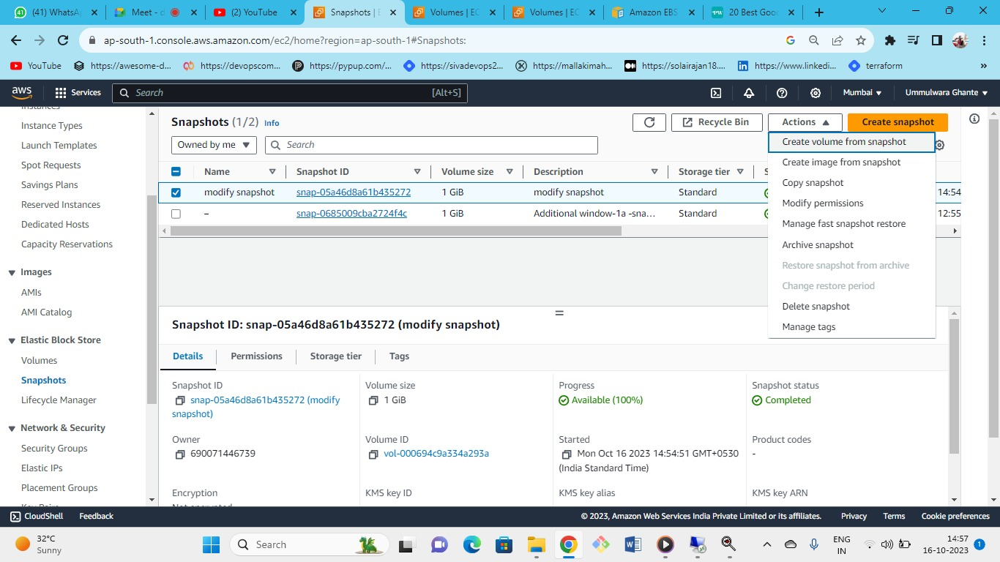 (41) WhatsA
Meet - d
(2) YouTube
Snapshots | E
Volumes | EC
Volumes | EC
Amazon EBS
20 Best Goo
ap-south-1.console.aws.amazon.com/ec2/home?region=ap-south-1#Snapshots:
YouTube
https://awesome-d...
https://devopscom...
https://pypup.com/...
https://sivadevops2...
https://mallakimah...
https://solairajan18....
https://www.linkedi...
terraform
aws
Services
Search
[Alt+S]
Mumbai
Ummulwara Ghante
Instances
Instance Types
Launch Templates
Spot Requests
Savings Plans
Reserved Instances
Dedicated Hosts
Capacity Reservations
Images
AMIs
AMI Catalog
Elastic Block Store
Volumes
Snapshots
Lifecycle Manager
Network & Security
Security Groups
Elastic IPs
Placement Groups
Key Pairs
Snapshots (1/2) Info
Recycle Bin
Actions
Create snapshot
Owned by me
Search
Name
Snapshot ID
Volume size
Description
Storage tier
S
modify snapshot
snap-05a46d8a61b435272
1 GiB
modify snapshot
Standard
14:54
–
snap-0685009cba2724f4c
1 GiB
Additional window-1a -sna...
Standard
12:55
Create volume from snapshot
Create image from snapshot
Copy snapshot
Modify permissions
Manage fast snapshot restore
Archive snapshot
Restore snapshot from archive
Change restore period
Delete snapshot
Manage tags
Snapshot ID: snap-05a46d8a61b435272 (modify snapshot)
Details
Permissions
Storage tier
Tags
Snapshot ID
snap-05a46d8a61b435272 (modify
snapshot)
Volume size
1 GiB
Progress
Available (100%)
Snapshot status
Completed
Owner
690071446739
Volume ID
vol-000694c9a334a293a
Started
Mon Oct 16 2023 14:54:51 GMT+0530
(India Standard Time)
Product codes
-
Encryption
Not encrypted
KMS key ID
KMS key alias
KMS key ARN
CloudShell
Feedback
© 2023, Amazon Web Services India Private Limited or its affiliates.
Privacy
Terms
Cookie preferences
32°C
Sunny
Search
ENG
IN
14:57
16-10-2023
1